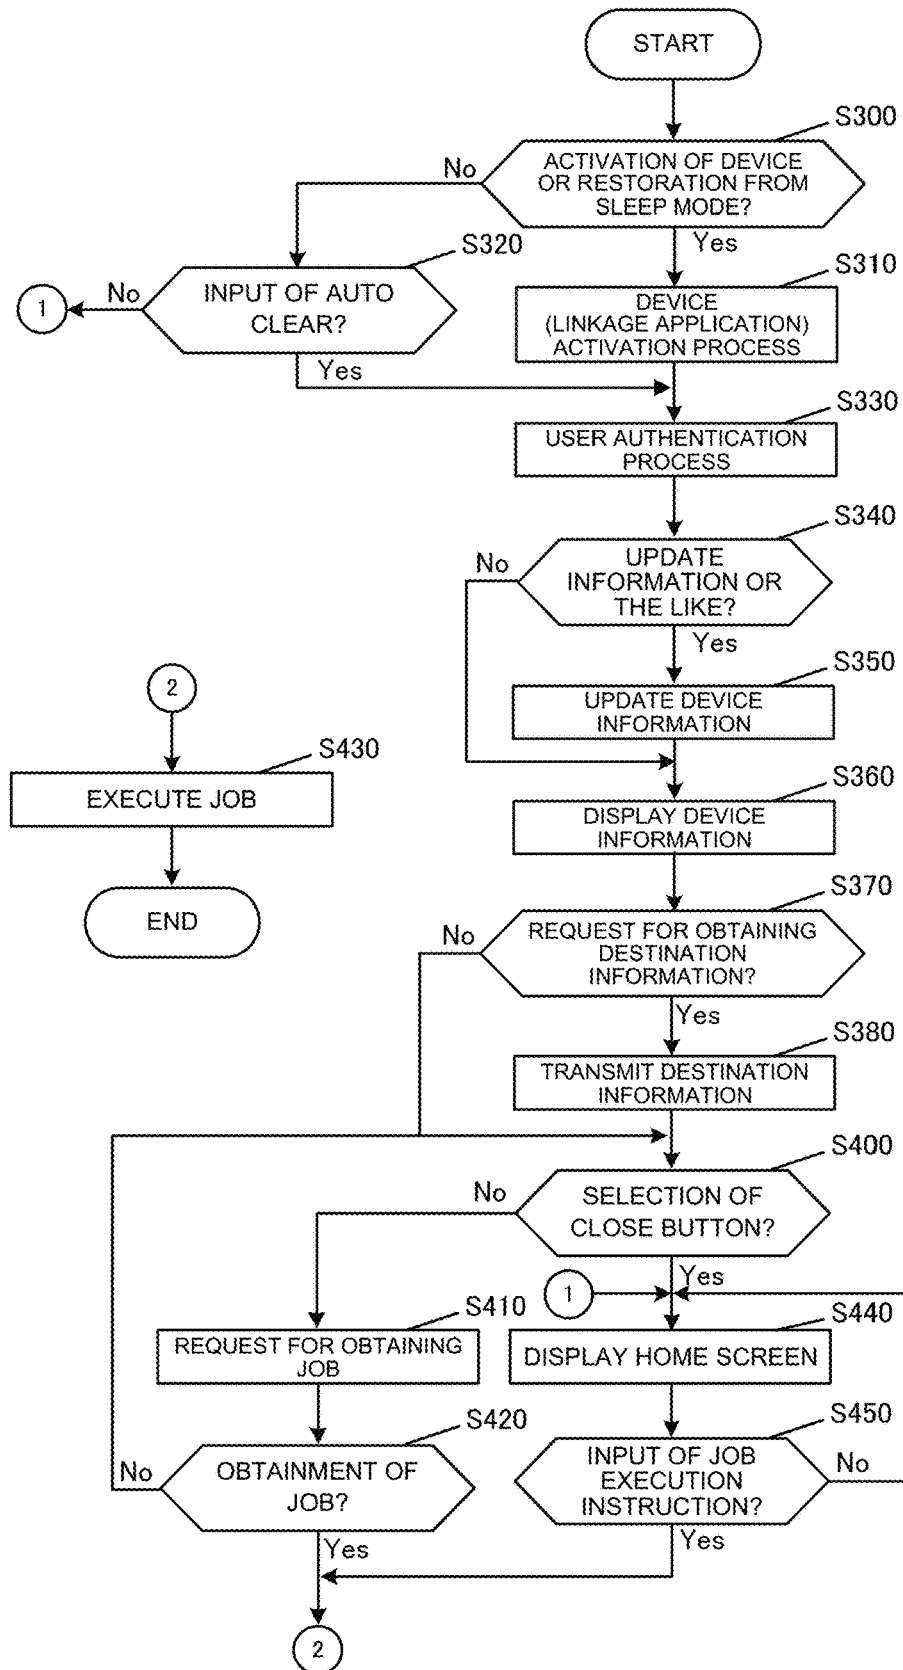 START
S300
ACTIVATION OF DEVICE
OR RESTORATION FROM
SLEEP MODE?
No
Yes
S320
INPUT OF AUTO
CLEAR?
No
1
Yes
S310
DEVICE
(LINKAGE APPLICATION)
ACTIVATION PROCESS
S330
USER AUTHENTICATION
PROCESS
S340
UPDATE
INFORMATION OR
THE LIKE?
No
Yes
S350
UPDATE DEVICE
INFORMATION
2
S430
EXECUTE JOB
END
S360
DISPLAY DEVICE
INFORMATION
S370
REQUEST FOR OBTAINING
DESTINATION
INFORMATION?
No
Yes
S380
TRANSMIT DESTINATION
INFORMATION
S400
SELECTION OF
CLOSE BUTTON?
No
Yes
1
S410
REQUEST FOR OBTAINING
JOB
S440
DISPLAY HOME SCREEN
S420
OBTAINMENT OF
JOB?
No
Yes
S450
INPUT OF JOB
EXECUTION
INSTRUCTION?
No
Yes
2